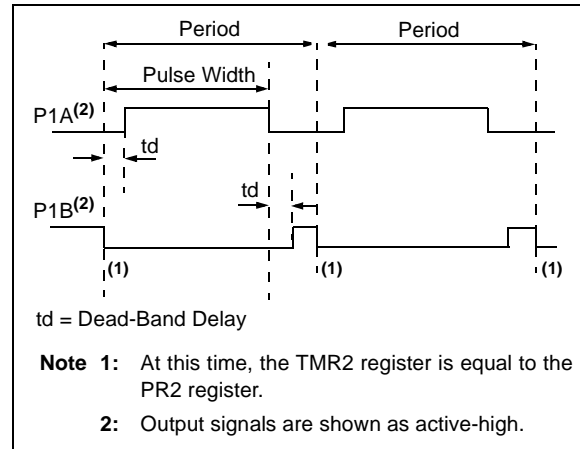 Period
Period
Pulse Width
P1A(2)
td
td
P1B(2)
(1)
(1)
(1)
td = Dead-Band Delay
Note 1: At this time, the TMR2 register is equal to the
PR2 register.
2: Output signals are shown as active-high.